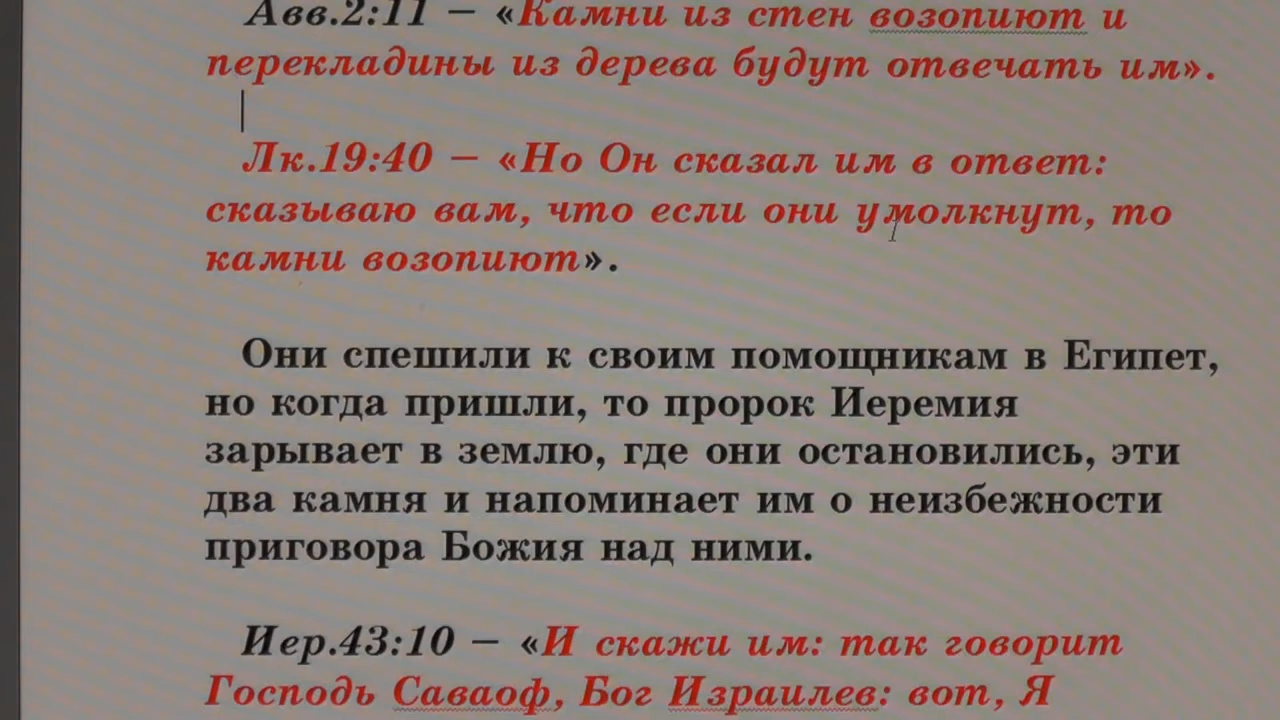 Авв.2:11 – «Камни из стен возопиют и
перекладины из дерева будут отвечать им».
Лк.19:40 – «Но Он сказал им в ответ:
сказываю вам, что если они умолкнут, то
камни возопиют».
Они спешили к своим помощникам в Египет,
но когда пришли, то пророк Иеремия
зарывает в землю, где они остановились, эти
два камня и напоминает им о неизбежности
приговора Божия над ними.
Иер.43:10 – «И скажи им: так говорит
Господь Саваоф, Бог Израилев: вот, Я